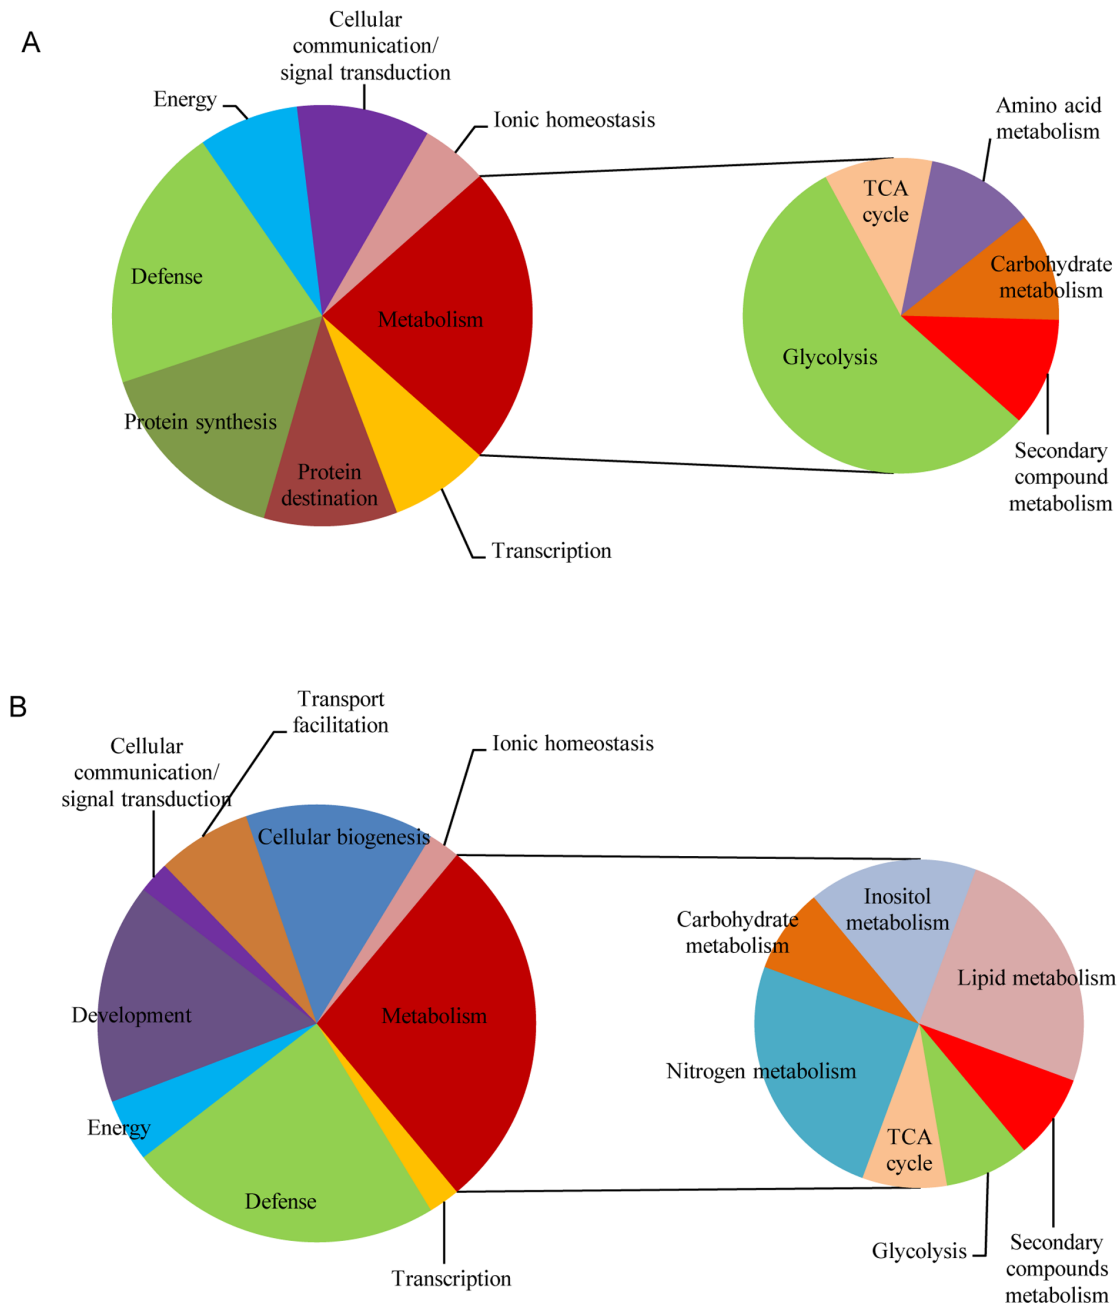 A
Cellular
communication/
signal transduction
Energy
Ionic homeostasis
Defense
Metabolism
Protein synthesis
Protein
destination
Transcription
Amino acid
metabolism
TCA
cycle
Carbohydrate
metabolism
Glycolysis
Secondary
compound
metabolism
B
Transport
facilitation
Cellular
communication/
signal transduction
Ionic homeostasis
Cellular biogenesis
Development
Metabolism
Energy
Defense
Transcription
Inositol
metabolism
Carbohydrate
metabolism
Lipid metabolism
Nitrogen metabolism
TCA
cycle
Glycolysis
Secondary
compounds
metabolism